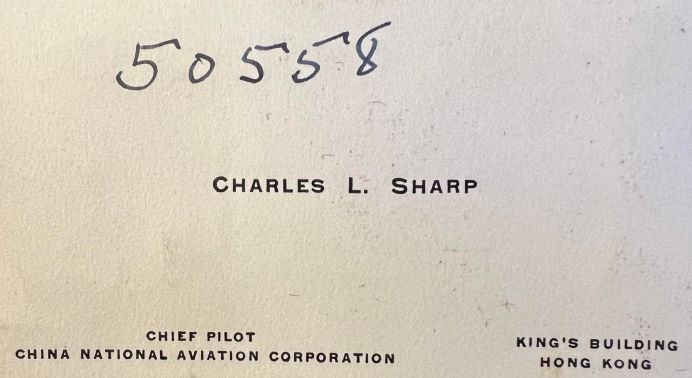 50558
CHARLES L. SHARP
CHIEF PILOT
CHINA NATIONAL AVIATION CORPORATION
KING'S BUILDING
HONG KONG